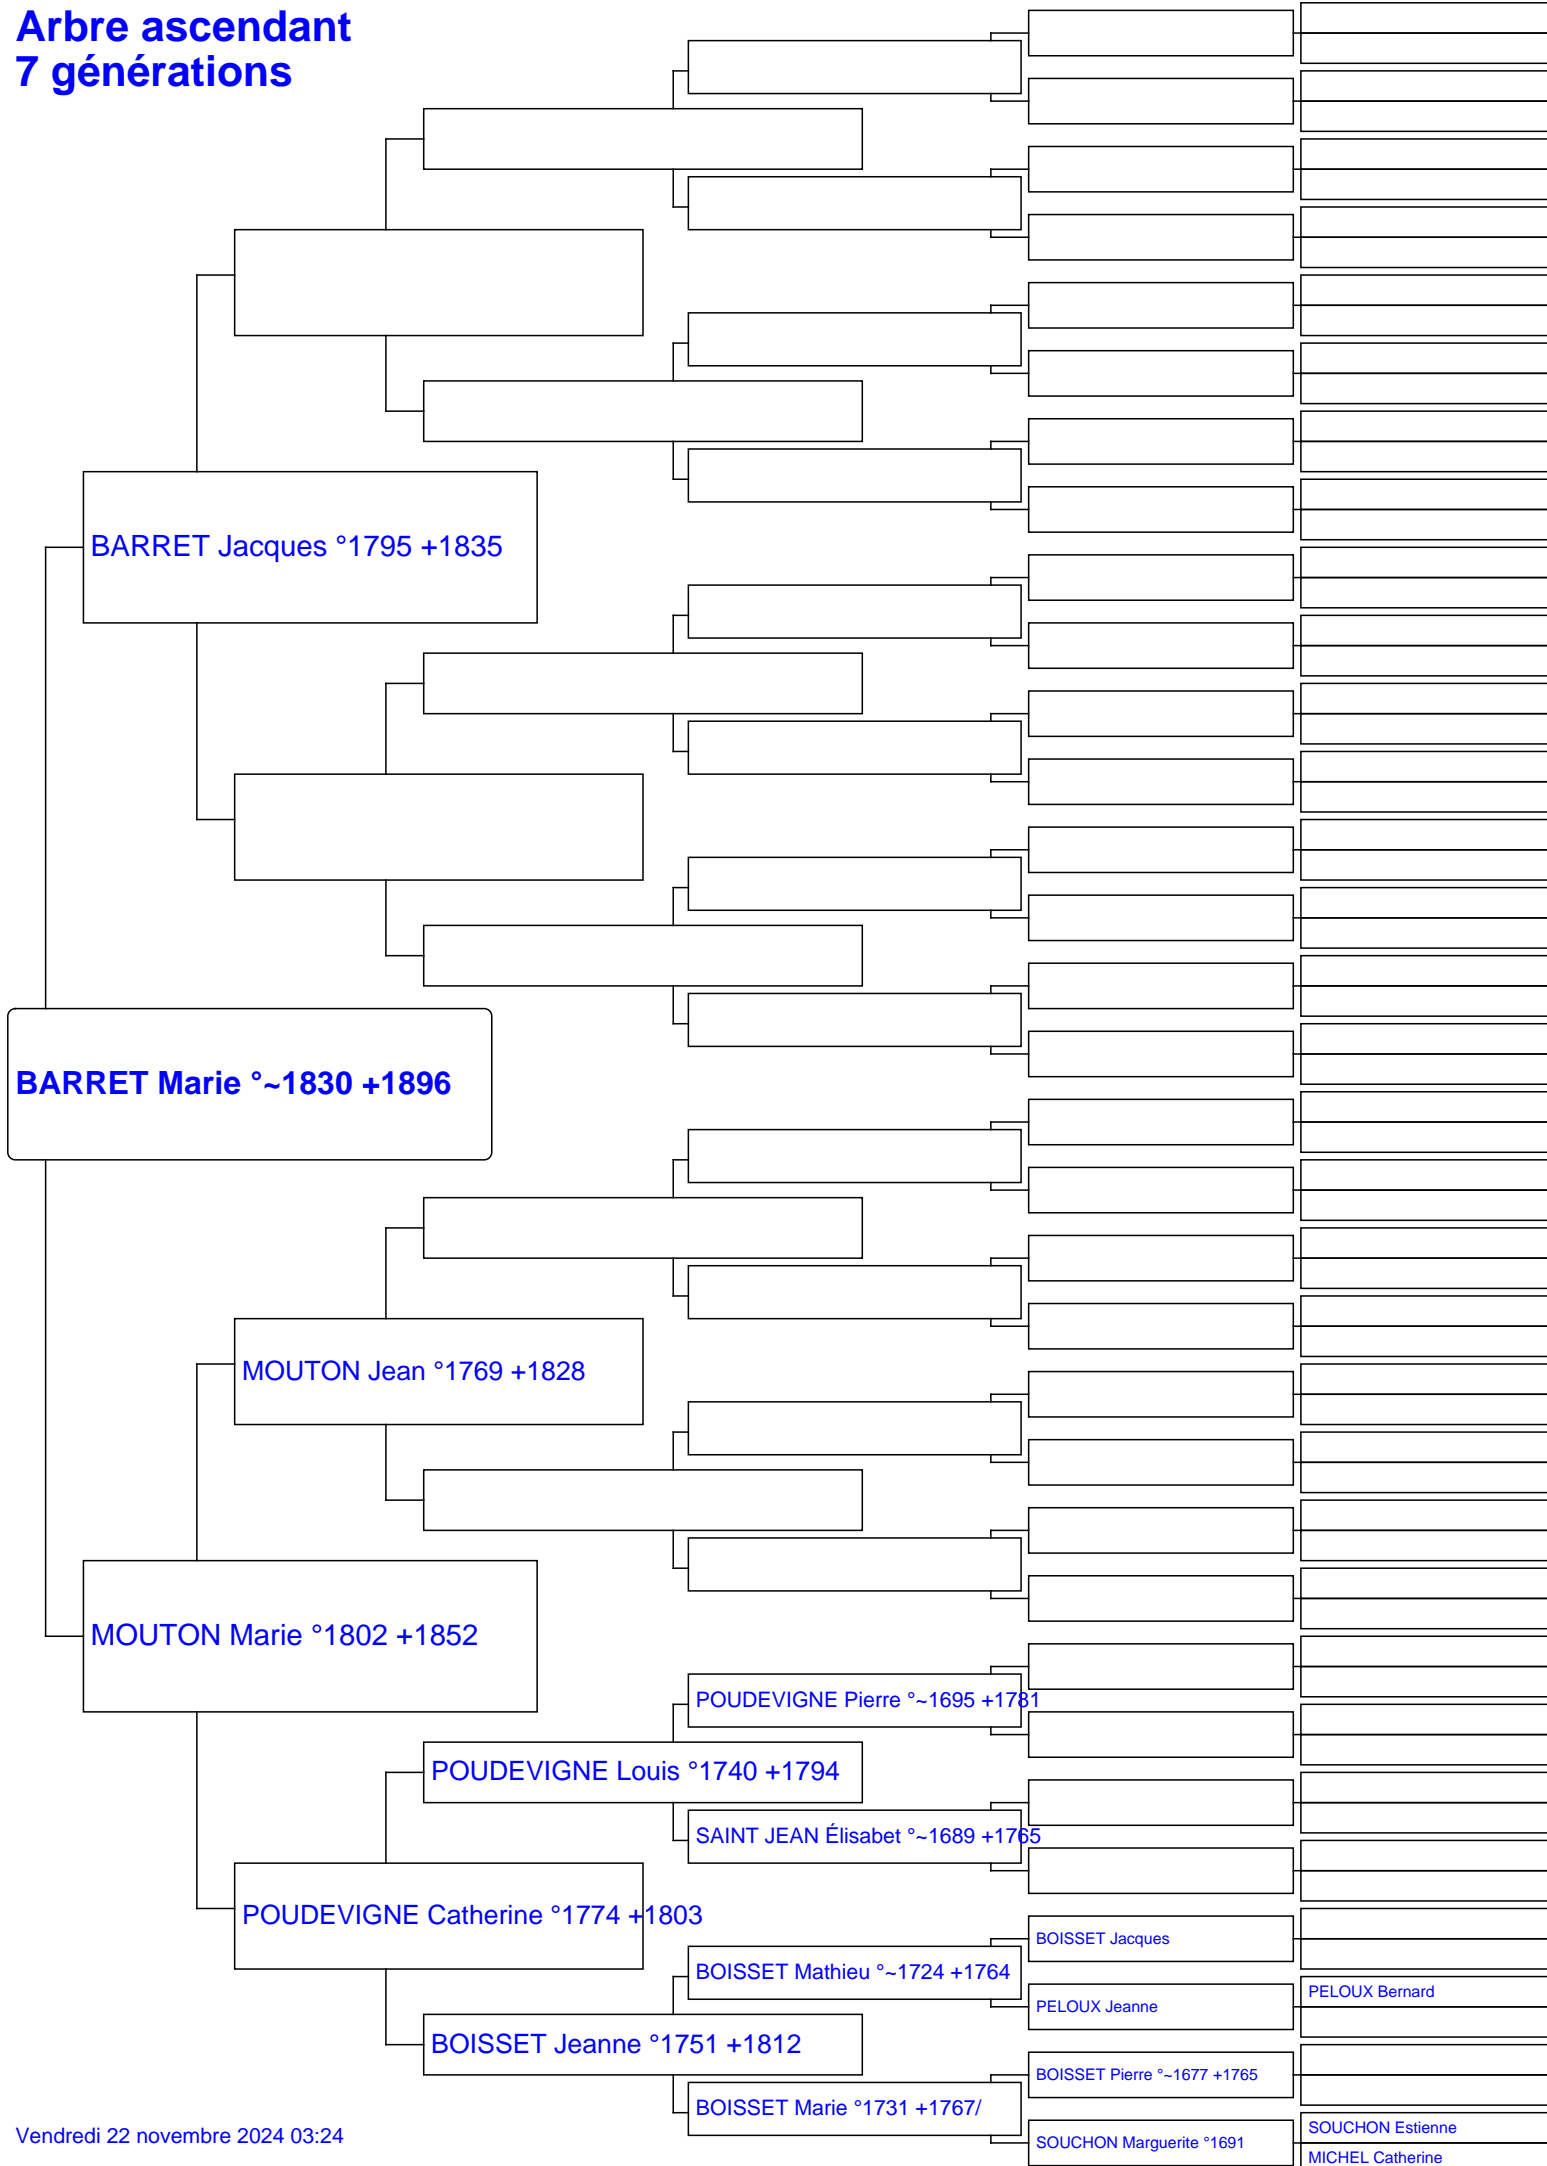 Arbre ascendant
7 générations
BARRET Jacques °1795 +1835
BARRET Marie °~1830 +1896
MOUTON Jean °1769 +1828
MOUTON Marie °1802 +1852
POUDEVIGNE Pierre °~1695 +1781
POUDEVIGNE Louis °1740 +1794
SAINT JEAN Élisabet °~1689 +1765
POUDEVIGNE Catherine °1774 +1803
BOISSET Jacques
BOISSET Mathieu °~1724 +1764
PELOUX Bernard
PELOUX Jeanne
BOISSET Jeanne °1751 +1812
BOISSET Pierre °~1677 +1765
BOISSET Marie °1731 +1767/
SOUCHON Estienne
SOUCHON Marguerite °1691
MICHEL Catherine
Vendredi 22 novembre 2024 03:24